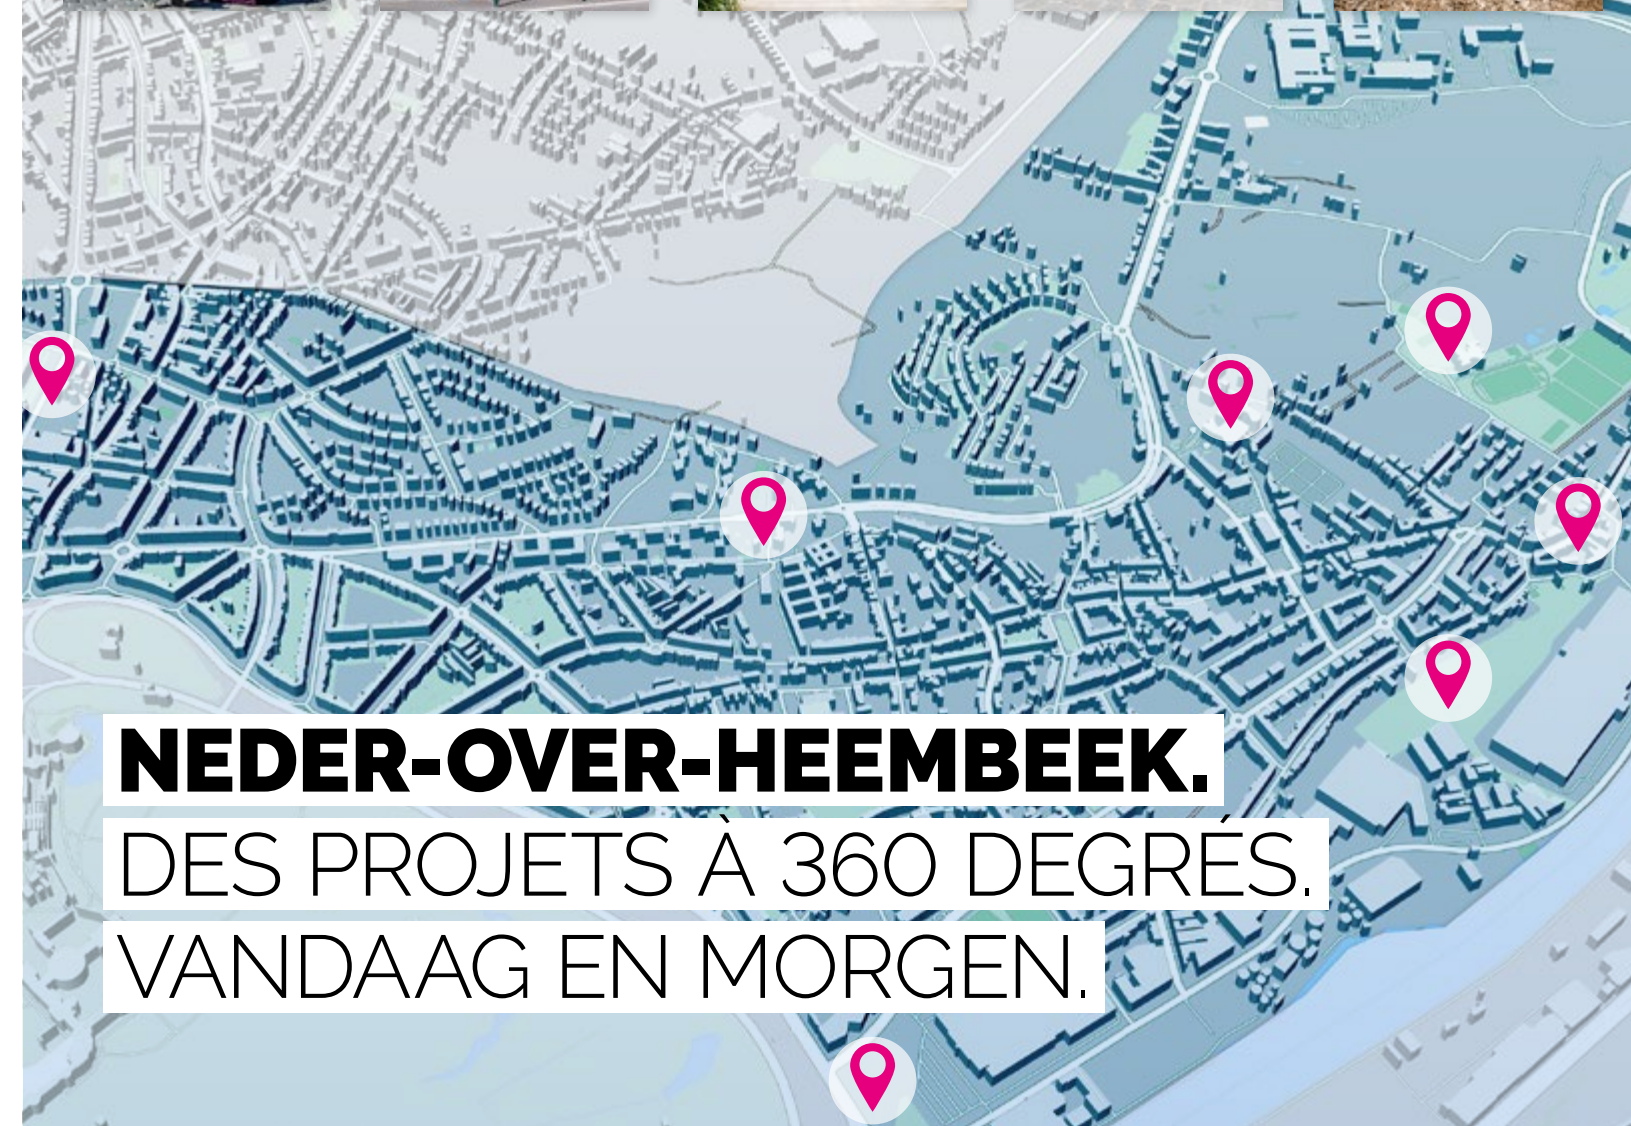 NEDER-OVER-HEEMBEEK.
DES PROJETS À 360 DEGRÉS.
VANDAAG EN MORGEN.